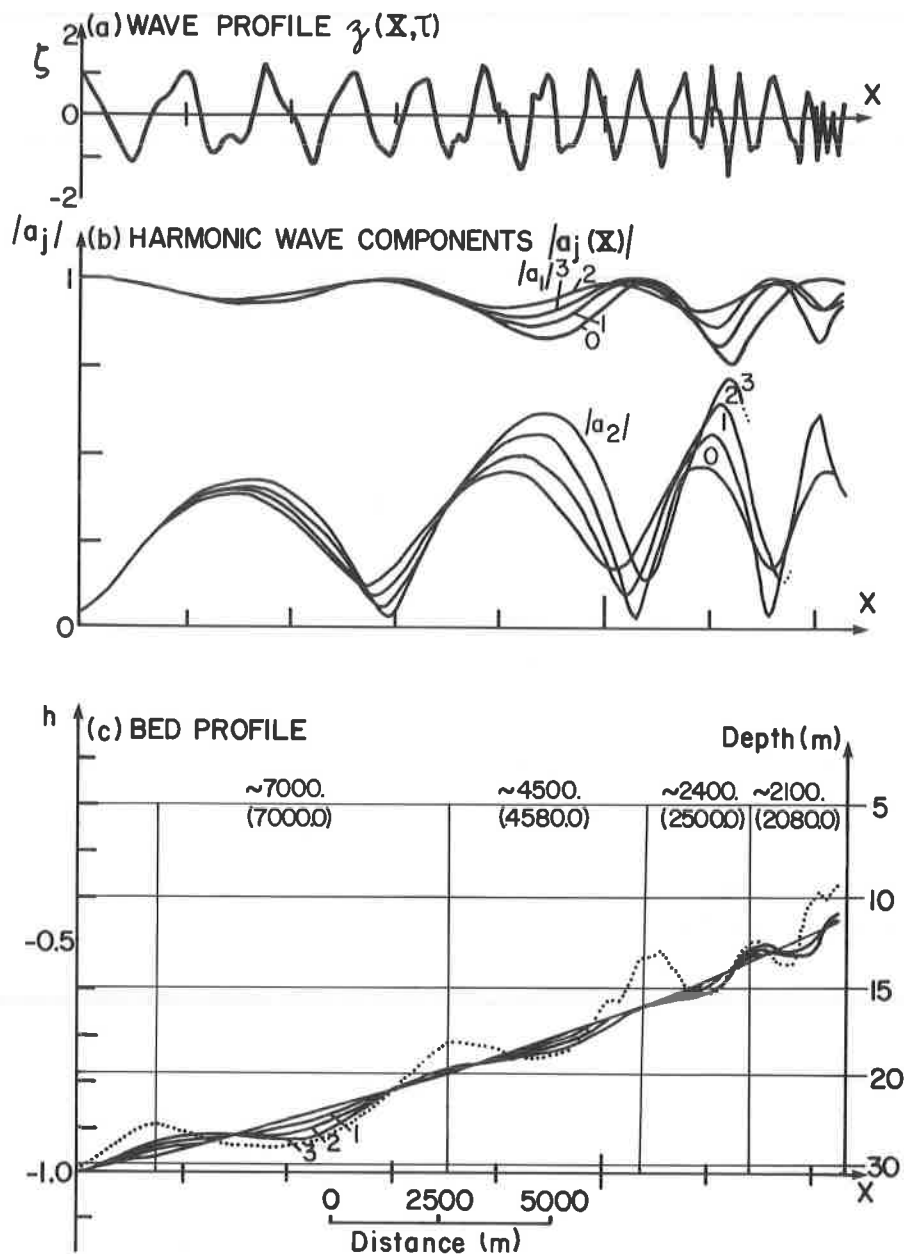 (a) WAVE PROFILE ʒ(X,τ)
2
ζ
0
-2
X
|aj|
(b) HARMONIC WAVE COMPONENTS |aj(X)|
1
|a1|
3
2
1
0
|a2|
2
3
1
0
0
X
h
(c) BED PROFILE
Depth(m)
~7000. ~4500. ~2400. ~2100.
(7000.0) (4580.0) (2500.0) (2080.0)
5
10
-0.5
15
20
1
2
3
-1.0
30
X
0 2500 5000
Distance (m)